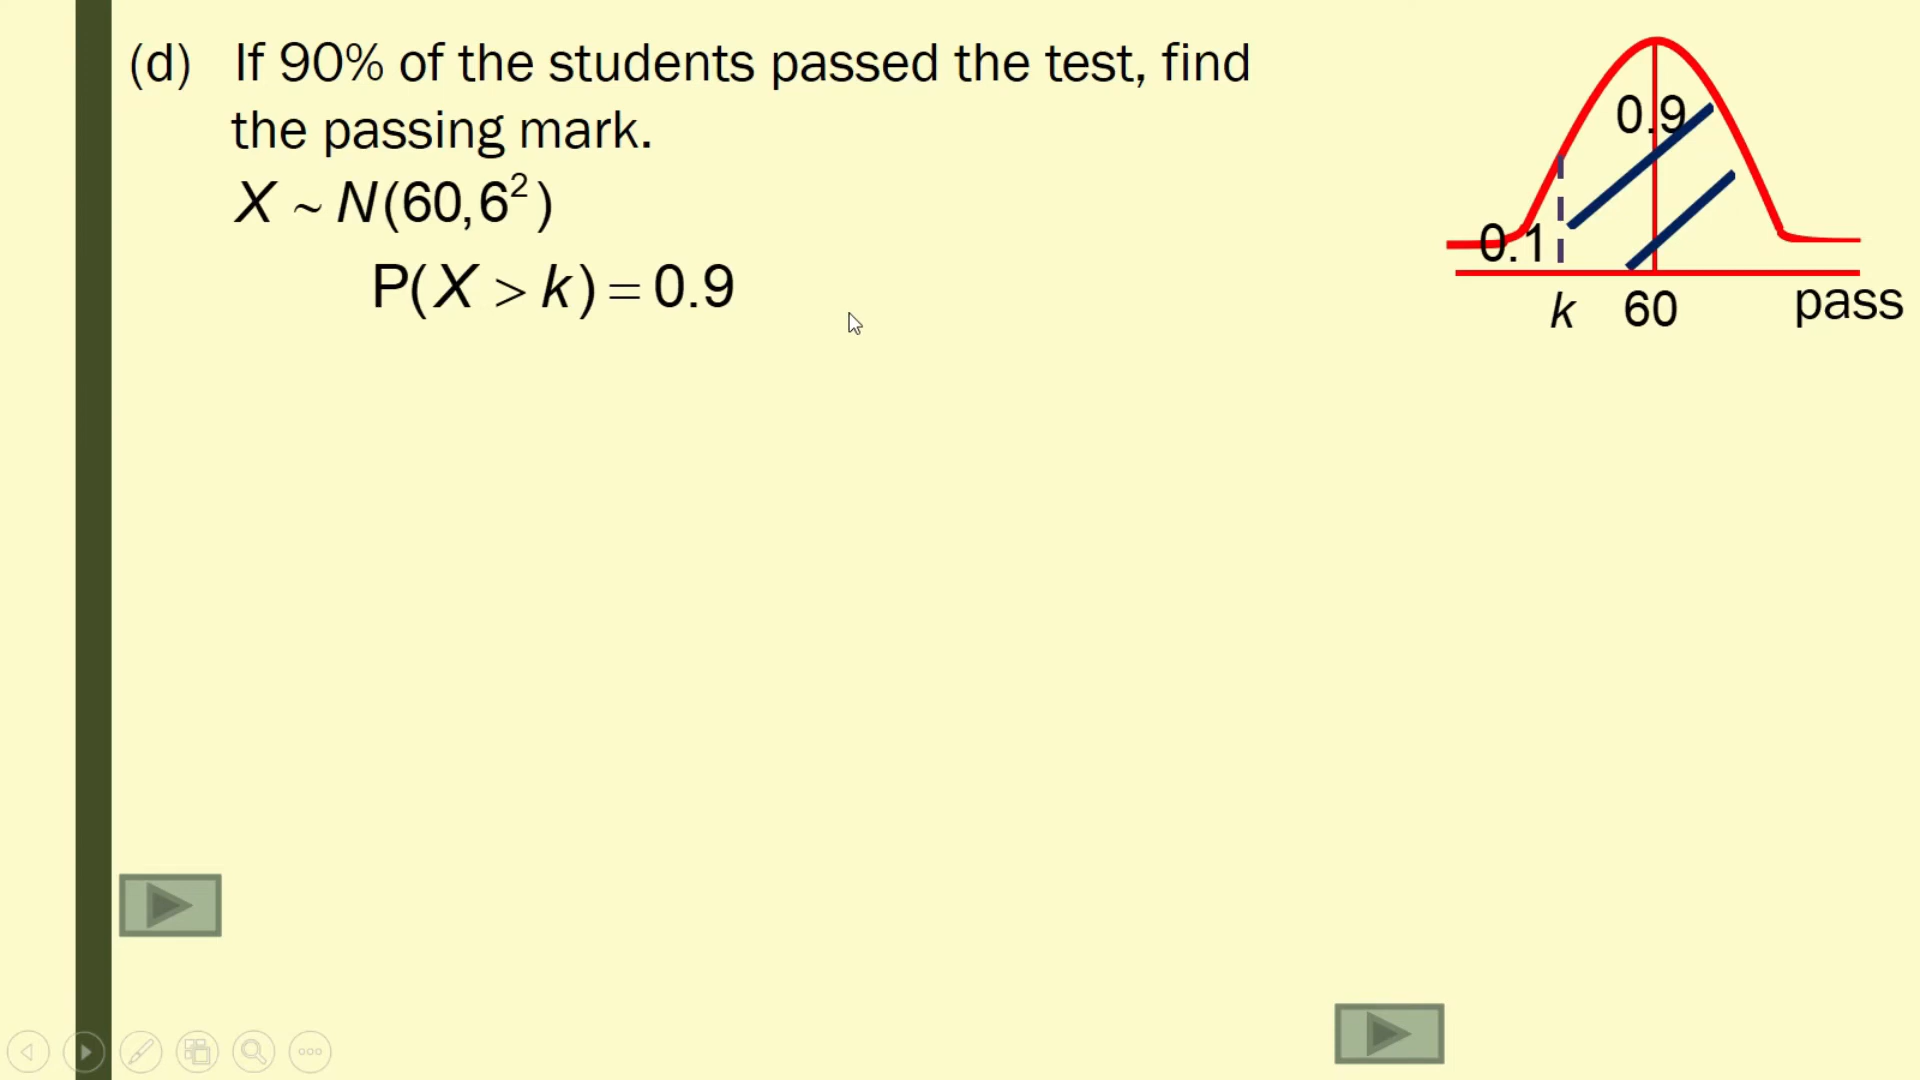 (d) If 90% of the students passed the test, find
the passing mark.
X ~ N(60,6²)
P(X > k) = 0.9
0.9
0.1
k 60 pass